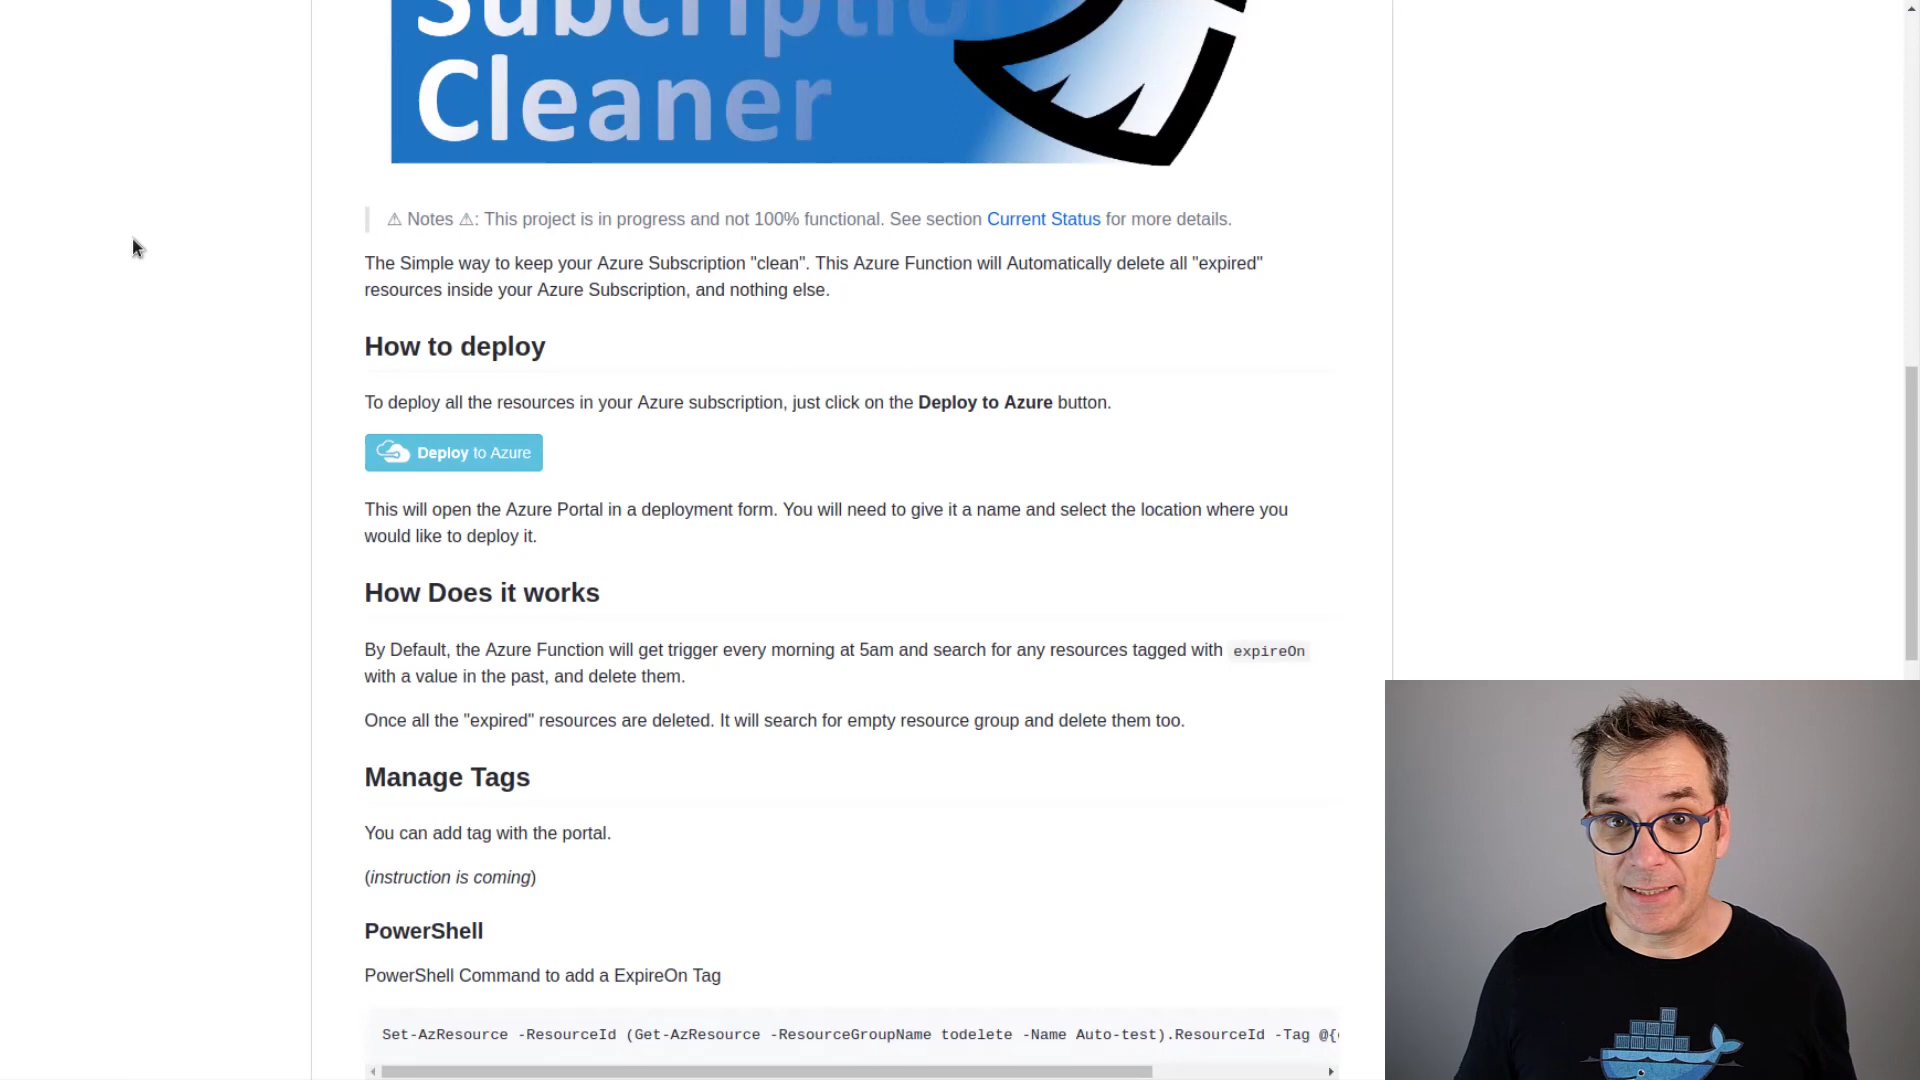 Subcription
Cleaner
⚠ Notes ⚠: This project is in progress and not 100% functional. See section Current Status for more details.
The Simple way to keep your Azure Subscription "clean". This Azure Function will Automatically delete all "expired"
resources inside your Azure Subscription, and nothing else.
How to deploy
To deploy all the resources in your Azure subscription, just click on the Deploy to Azure button.
Deploy to Azure
This will open the Azure Portal in a deployment form. You will need to give it a name and select the location where you
would like to deploy it.
How Does it works
By Default, the Azure Function will get trigger every morning at 5am and search for any resources tagged with expireOn
with a value in the past, and delete them.
Once all the "expired" resources are deleted. It will search for empty resource group and delete them too.
Manage Tags
You can add tag with the portal.
(instruction is coming)
PowerShell
PowerShell Command to add a ExpireOn Tag
Set-AzResource -ResourceId (Get-AzResource -ResourceGroupName todelete -Name Auto-test).ResourceId -Tag @{